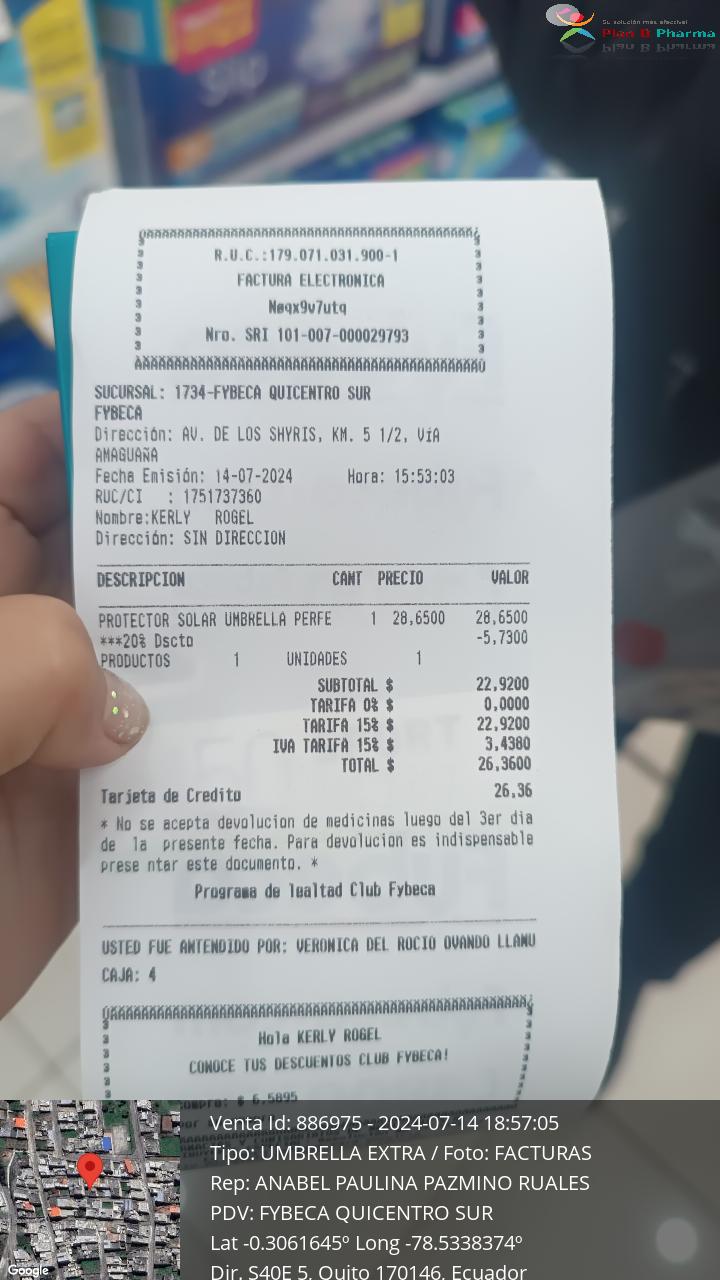 Su solución más efectiva!
Plan B Pharma
R.U.C.:179.071.031.900-1
FACTURA ELECTRONICA
Nøqx9v7utq
Nro. SRI 101-007-000029793
SUCURSAL: 1734-FYBECA QUICENTRO SUR
FYBECA
Dirección: AV. DE LOS SHYRIS, KM. 5 1/2, VíA
AMAGUAÑA
Fecha Emisión: 14-07-2024 Hora: 15:53:03
RUC/CI : 1751737360
Nombre:KERLY ROGEL
Dirección: SIN DIRECCION
DESCRIPCION CANT PRECIO VALOR
PROTECTOR SOLAR UMBRELLA PERFE 1 28,6500 28,6500
***20% Dscto -5,7300
PRODUCTOS 1 UNIDADES 1
SUBTOTAL $ 22,9200
TARIFA 0% $ 0,0000
TARIFA 15% $ 22,9200
IVA TARIFA 15% $ 3,4380
TOTAL $ 26,3600
Tarjeta de Credito 26,36
* No se acepta devolucion de medicinas luego del 3er dia
de la presente fecha. Para devolucion es indispensable
prese ntar este documento. *
Programa de lealtad Club Fybeca
USTED FUE ANTENDIDO POR: VERONICA DEL ROCIO OVANDO LLAMU
CAJA: 4
Hola KERLY ROGEL
CONOCE TUS DESCUENTOS CLUB FYBECA!
$ 6,5895
Venta Id: 886975 - 2024-07-14 18:57:05
Tipo: UMBRELLA EXTRA / Foto: FACTURAS
Rep: ANABEL PAULINA PAZMINO RUALES
PDV: FYBECA QUICENTRO SUR
Lat -0.3061645º Long -78.5338374º
Dir. S40E 5, Quito 170146, Ecuador
Google